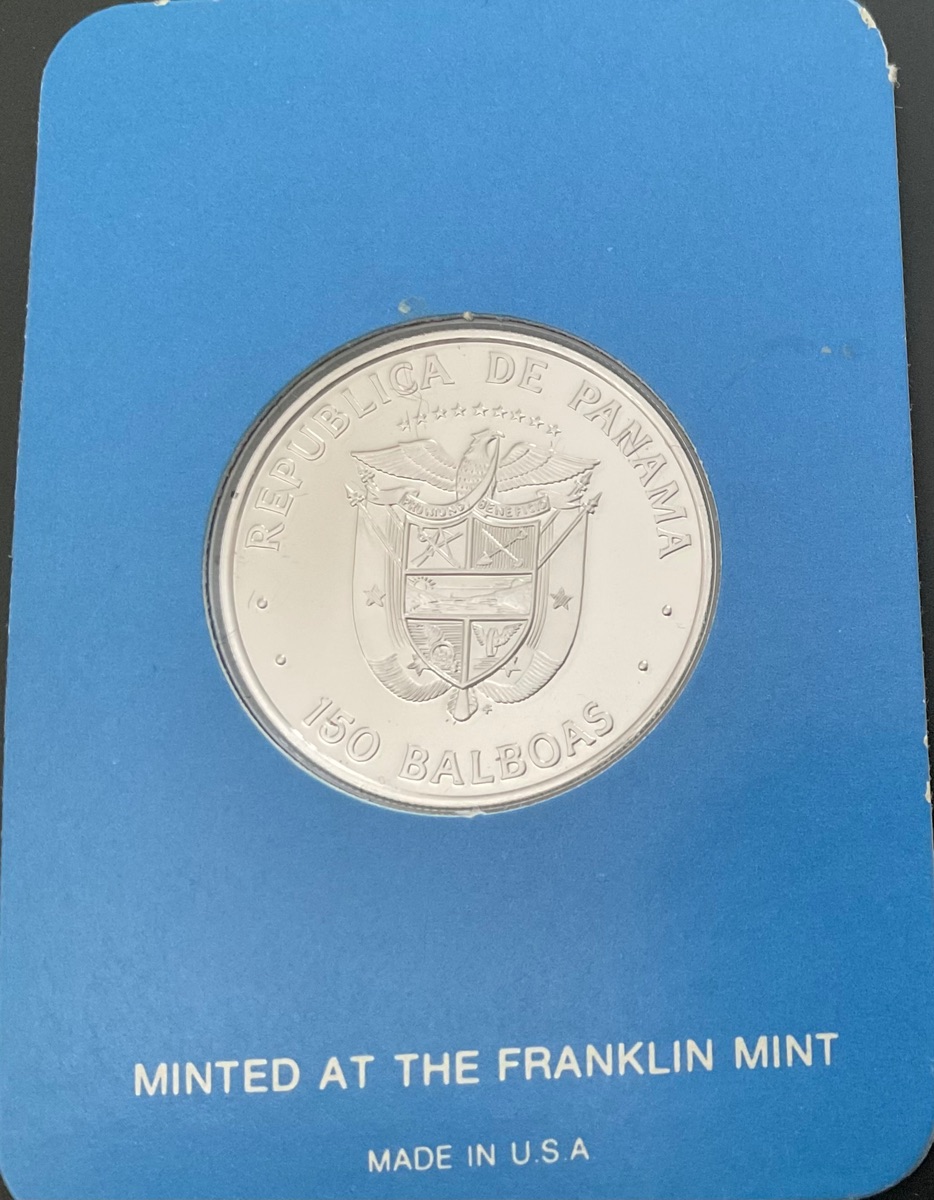 REPUBLICA DE PANAMA
PRO MUNDI BENEFICIO
150 BALBOAS
MINTED AT THE FRANKLIN MINT
MADE IN U.S.A